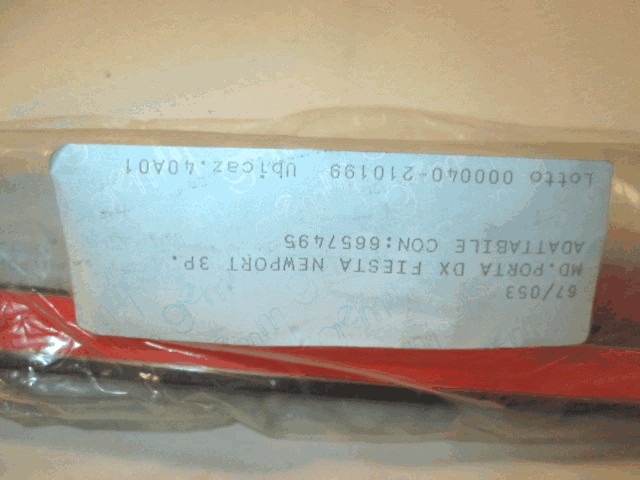 67/053
MD.PORTA DX FIESTA NEWPORT 3P.
ADATTABILE CON:6657495
Lotto 000040-210199 Ubicaz.40A01